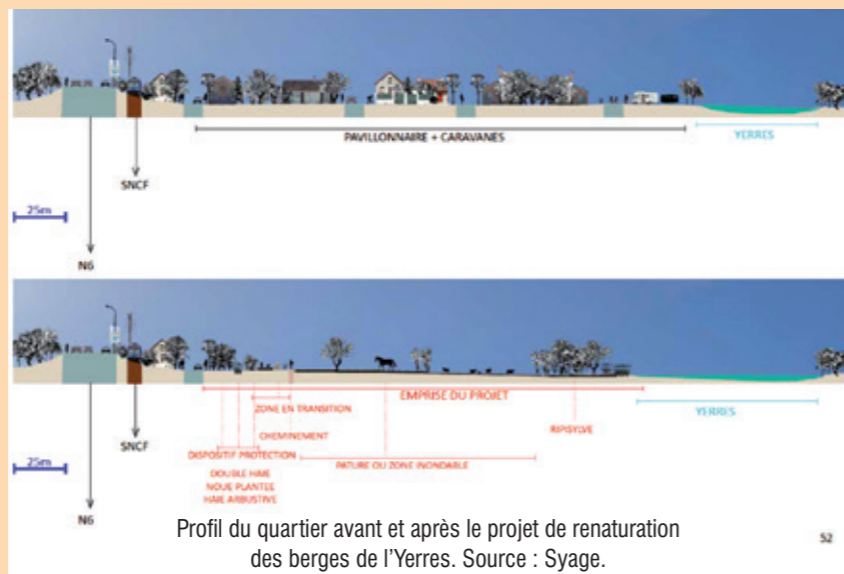 PAVILLONNAIRE + CARAVANES
YERRES
SNCF
25m
N6
EMPRISE DU PROJET
ZONE EN TRANSITION
YERRES
CHEMINEMENT
RIPISYLVE
SNCF
DISPOSITIF PROTECTION
PATURE OU ZONE INONDABLE
25m
DOUBLE HAIE
NOUE PLANTEE
HAIE ARBUSTIVE
N6
Profil du quartier avant et après le projet de renaturation
des berges de l'Yerres. Source : Syage.
52